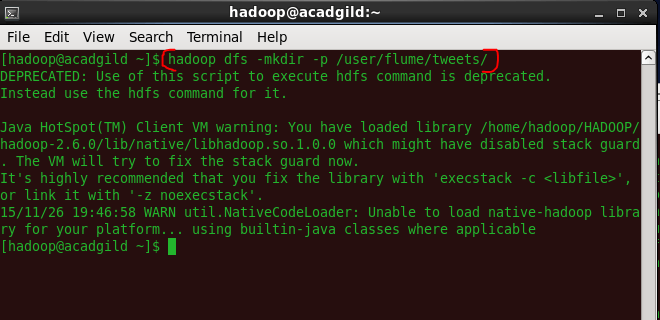 hadoop@acadgild:~
File Edit View Search Terminal Help
[hadoop@acadgild ~]$ hadoop dfs -mkdir -p /user/flume/tweets/
DEPRECATED: Use of this script to execute hdfs command is deprecated.
Instead use the hdfs command for it.
Java HotSpot(TM) Client VM warning: You have loaded library /home/hadoop/HADOOP/
hadoop-2.6.0/lib/native/libhadoop.so.1.0.0 which might have disabled stack guard
. The VM will try to fix the stack guard now.
It's highly recommended that you fix the library with 'execstack -c <libfile>',
or link it with '-z noexecstack'.
15/11/26 19:46:58 WARN util.NativeCodeLoader: Unable to load native-hadoop libra
ry for your platform... using builtin-java classes where applicable
[hadoop@acadgild ~]$